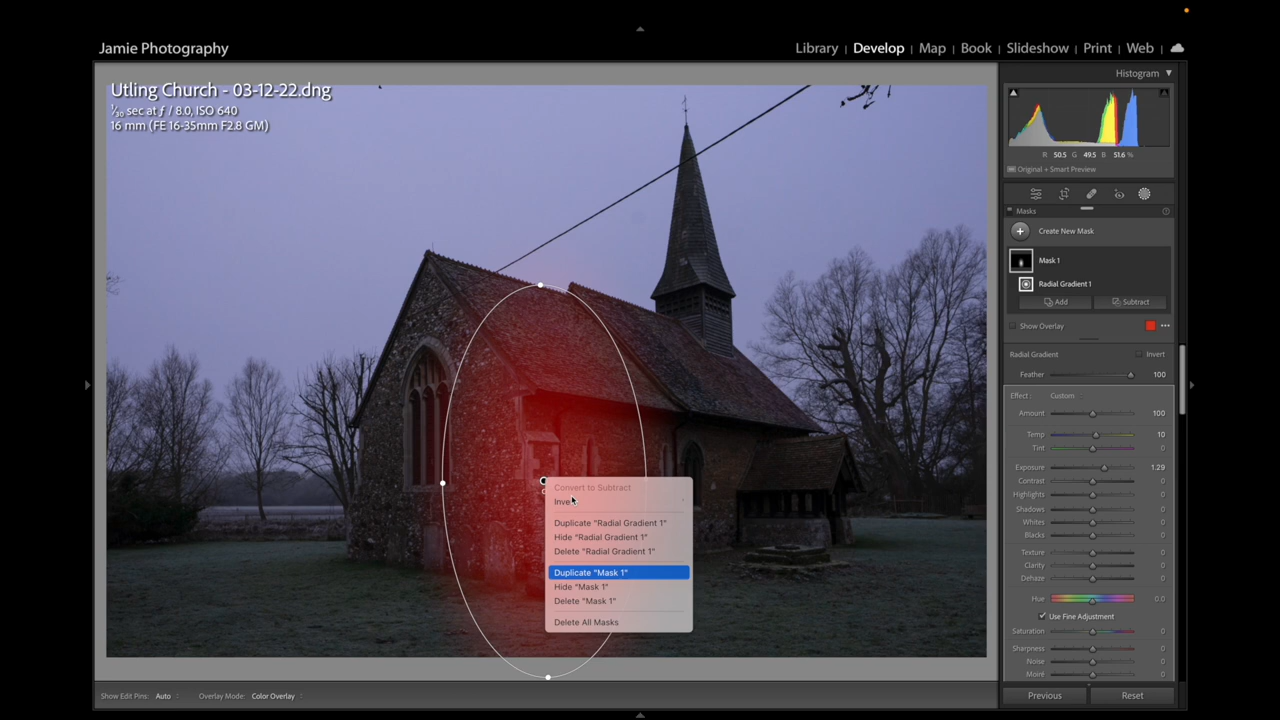 Jamie Photography
Library | Develop | Map | Book | Slideshow | Print | Web |
Histogram
Utling Church - 03-12-22.dng
1/30 sec at ƒ / 8.0, ISO 640
16 mm (FE 16-35mm F2.8 GM)
R 50.5 G 49.5 B 51.6 %
Original + Smart Preview
Masks
Create New Mask
Mask 1
Radial Gradient 1
Add Subtract
Show Overlay
Radial Gradient Invert
Feather 100
Effect : Custom
Amount 100
Temp 10
Tint 0
Exposure 1.29
Contrast 0
Highlights 0
Shadows 0
Whites 0
Blacks 0
Texture 0
Clarity 0
Dehaze 0
Hue 0.0
Use Fine Adjustment
Saturation 0
Sharpness 0
Noise 0
Moiré 0
Convert to Subtract
Duplicate "Radial Gradient 1"
Hide "Radial Gradient 1"
Delete "Radial Gradient 1"
Duplicate "Mask 1"
Hide "Mask 1"
Delete "Mask 1"
Delete All Masks
Show Edit Pins: Auto Overlay Mode: Color Overlay
Previous Reset